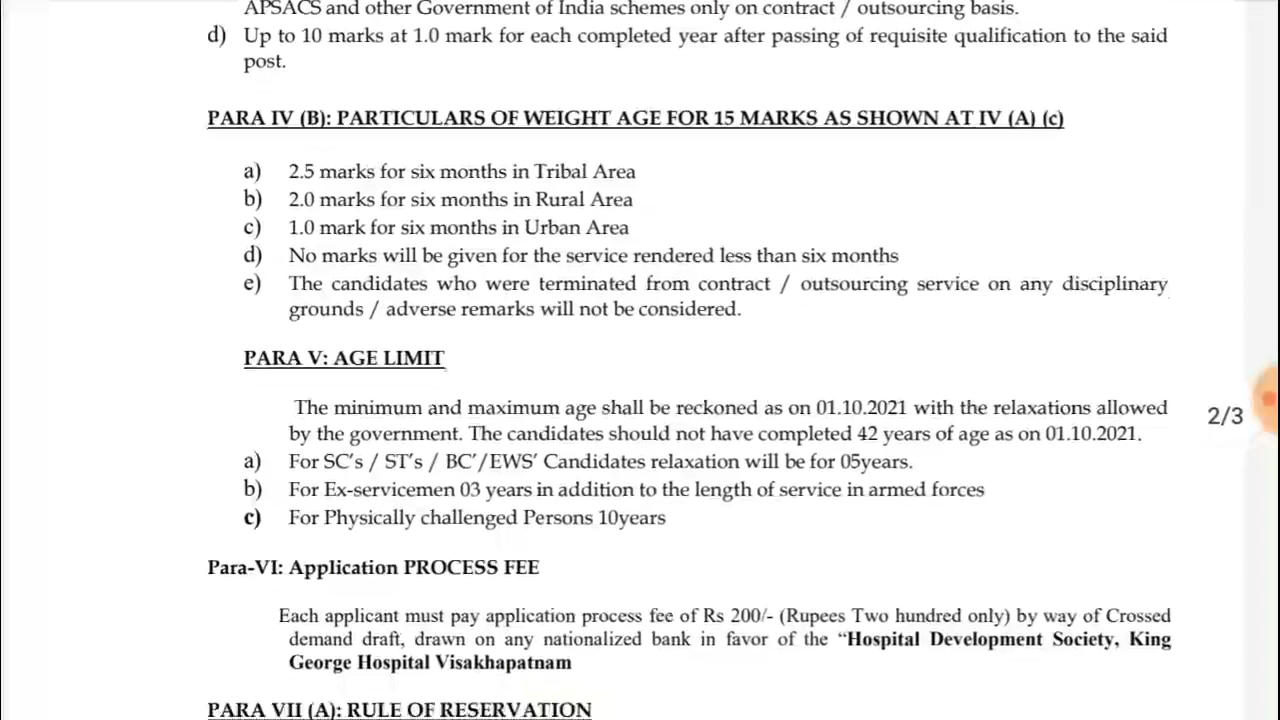 APSACS and other Government of India schemes only on contract / outsourcing basis.
d) Up to 10 marks at 1.0 mark for each completed year after passing of requisite qualification to the said
post.
PARA IV (B): PARTICULARS OF WEIGHT AGE FOR 15 MARKS AS SHOWN AT IV (A) (c)
a) 2.5 marks for six months in Tribal Area
b) 2.0 marks for six months in Rural Area
c) 1.0 mark for six months in Urban Area
d) No marks will be given for the service rendered less than six months
e) The candidates who were terminated from contract / outsourcing service on any disciplinary
grounds / adverse remarks will not be considered.
PARA V: AGE LIMIT
The minimum and maximum age shall be reckoned as on 01.10.2021 with the relaxations allowed
by the government. The candidates should not have completed 42 years of age as on 01.10.2021.
2/3
a) For SC's / ST's / BC'/EWS' Candidates relaxation will be for 05years.
b) For Ex-servicemen 03 years in addition to the length of service in armed forces
c) For Physically challenged Persons 10years
Para-VI: Application PROCESS FEE
Each applicant must pay application process fee of Rs 200/- (Rupees Two hundred only) by way of Crossed
demand draft, drawn on any nationalized bank in favor of the “Hospital Development Society, King
George Hospital Visakhapatnam
PARA VII (A): RULE OF RESERVATION